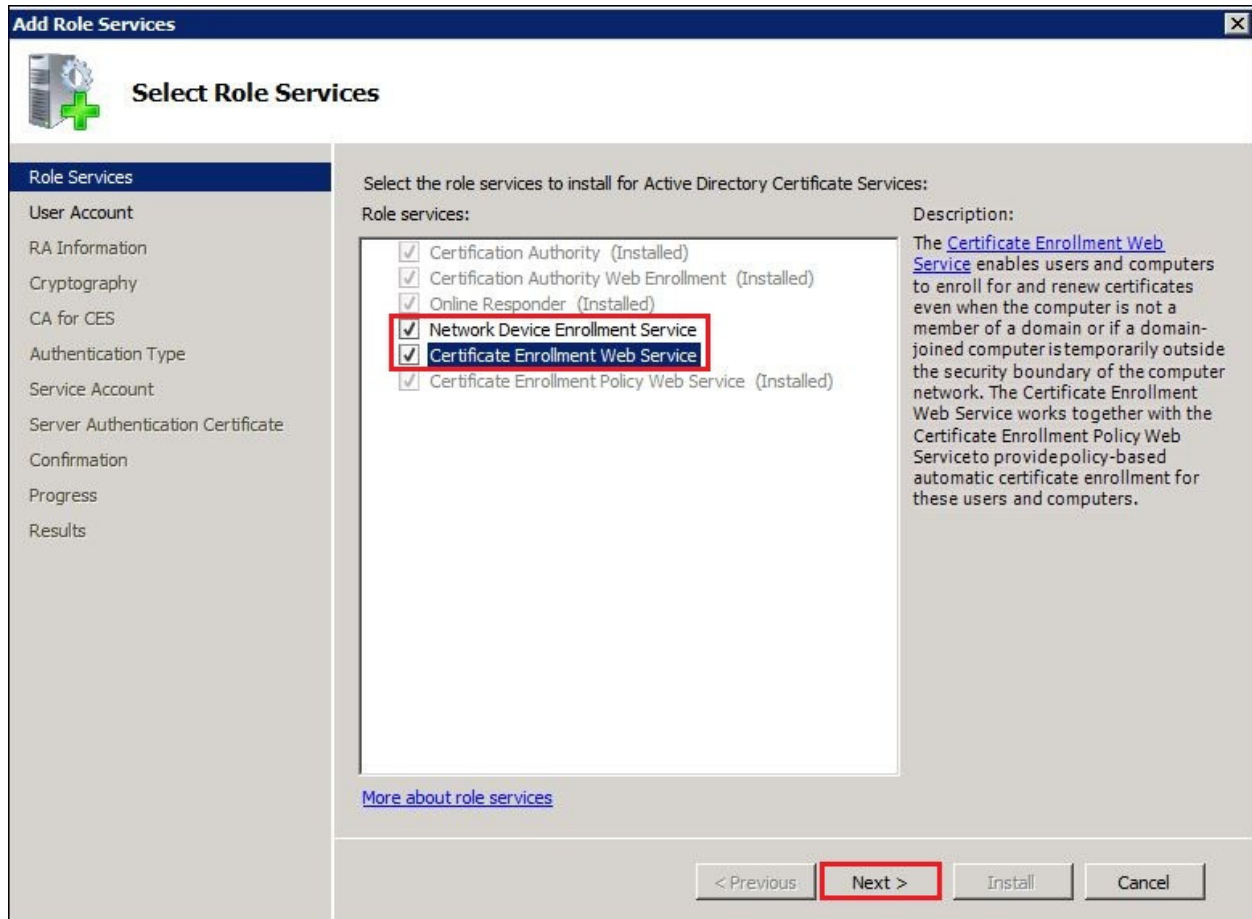 Add Role Services
Select Role Services
Role Services
User Account
RA Information
Cryptography
CA for CES
Authentication Type
Service Account
Server Authentication Certificate
Confirmation
Progress
Results
Select the role services to install for Active Directory Certificate Services:
Role services:
Certification Authority (Installed)
Certification Authority Web Enrollment (Installed)
Online Responder (Installed)
Network Device Enrollment Service
Certificate Enrollment Web Service
Certificate Enrollment Policy Web Service (Installed)
More about role services
Description:
The Certificate Enrollment Web
Service enables users and computers
to enroll for and renew certificates
even when the computer is not a
member of a domain or if a domain-
joined computer is temporarily outside
the security boundary of the computer
network. The Certificate Enrollment
Web Service works together with the
Certificate Enrollment Policy Web
Service to provide policy-based
automatic certificate enrollment for
these users and computers.
< Previous
Next >
Install
Cancel